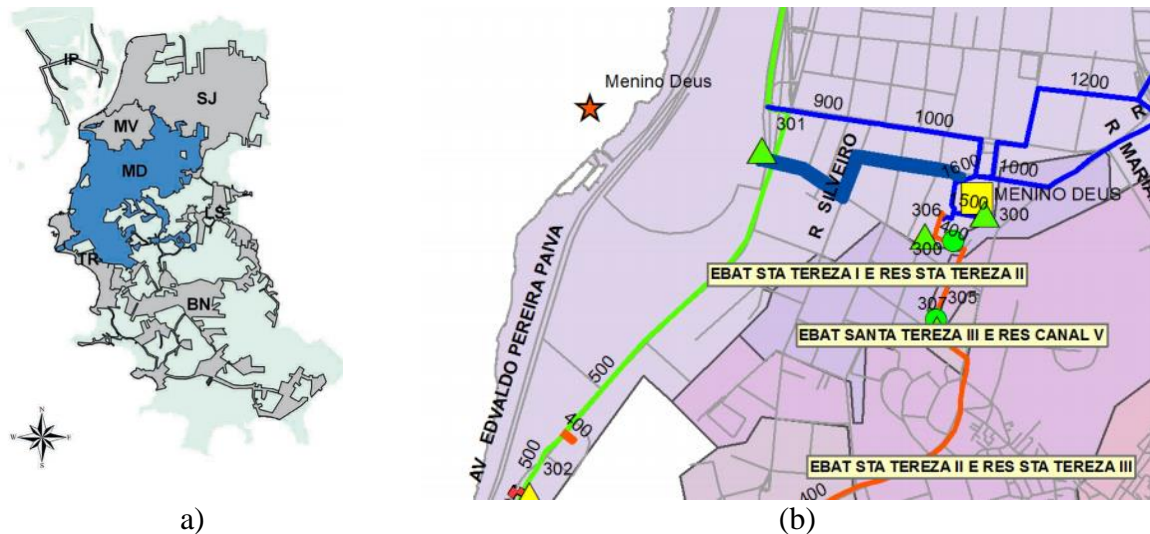 IP
SJ
MV
MD
LS
TR
BN
N
W
E
S
a)
Menino Deus
301
900
1000
1200
R
R MARIA
1600
1000
R SILVEIRO
MENINO DEUS
500
306
300
400
300
EBAT STA TEREZA I E RES STA TEREZA II
307
305
EBAT SANTA TEREZA III E RES CANAL V
AV EDVALDO PEREIRA PAIVA
500
400
500
302
EBAT STA TEREZA II E RES STA TEREZA III
400
(b)